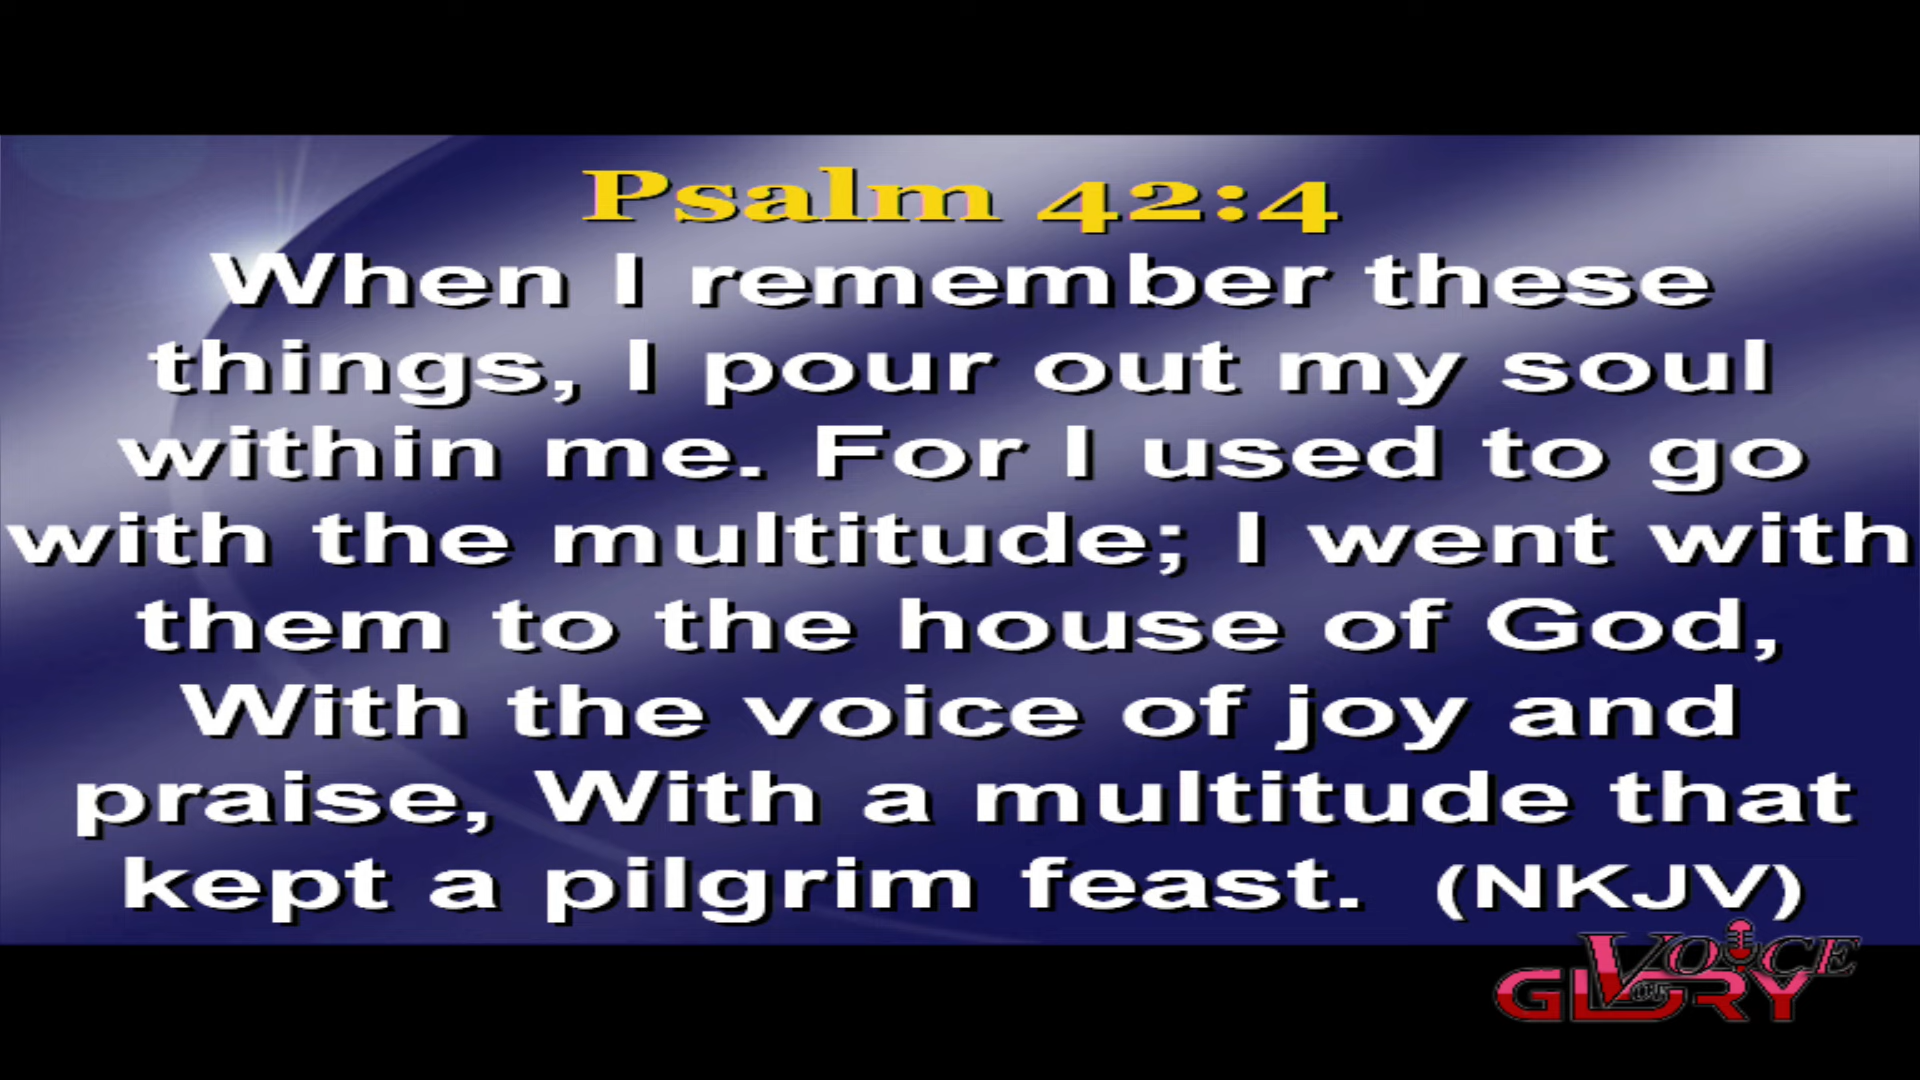 Psalm 42:4
When I remember these
things, I pour out my soul
within me. For I used to go
with the multitude; I went with
them to the house of God,
With the voice of joy and
praise, With a multitude that
kept a pilgrim feast. (NKJV)
VOICE
OF
GLORY